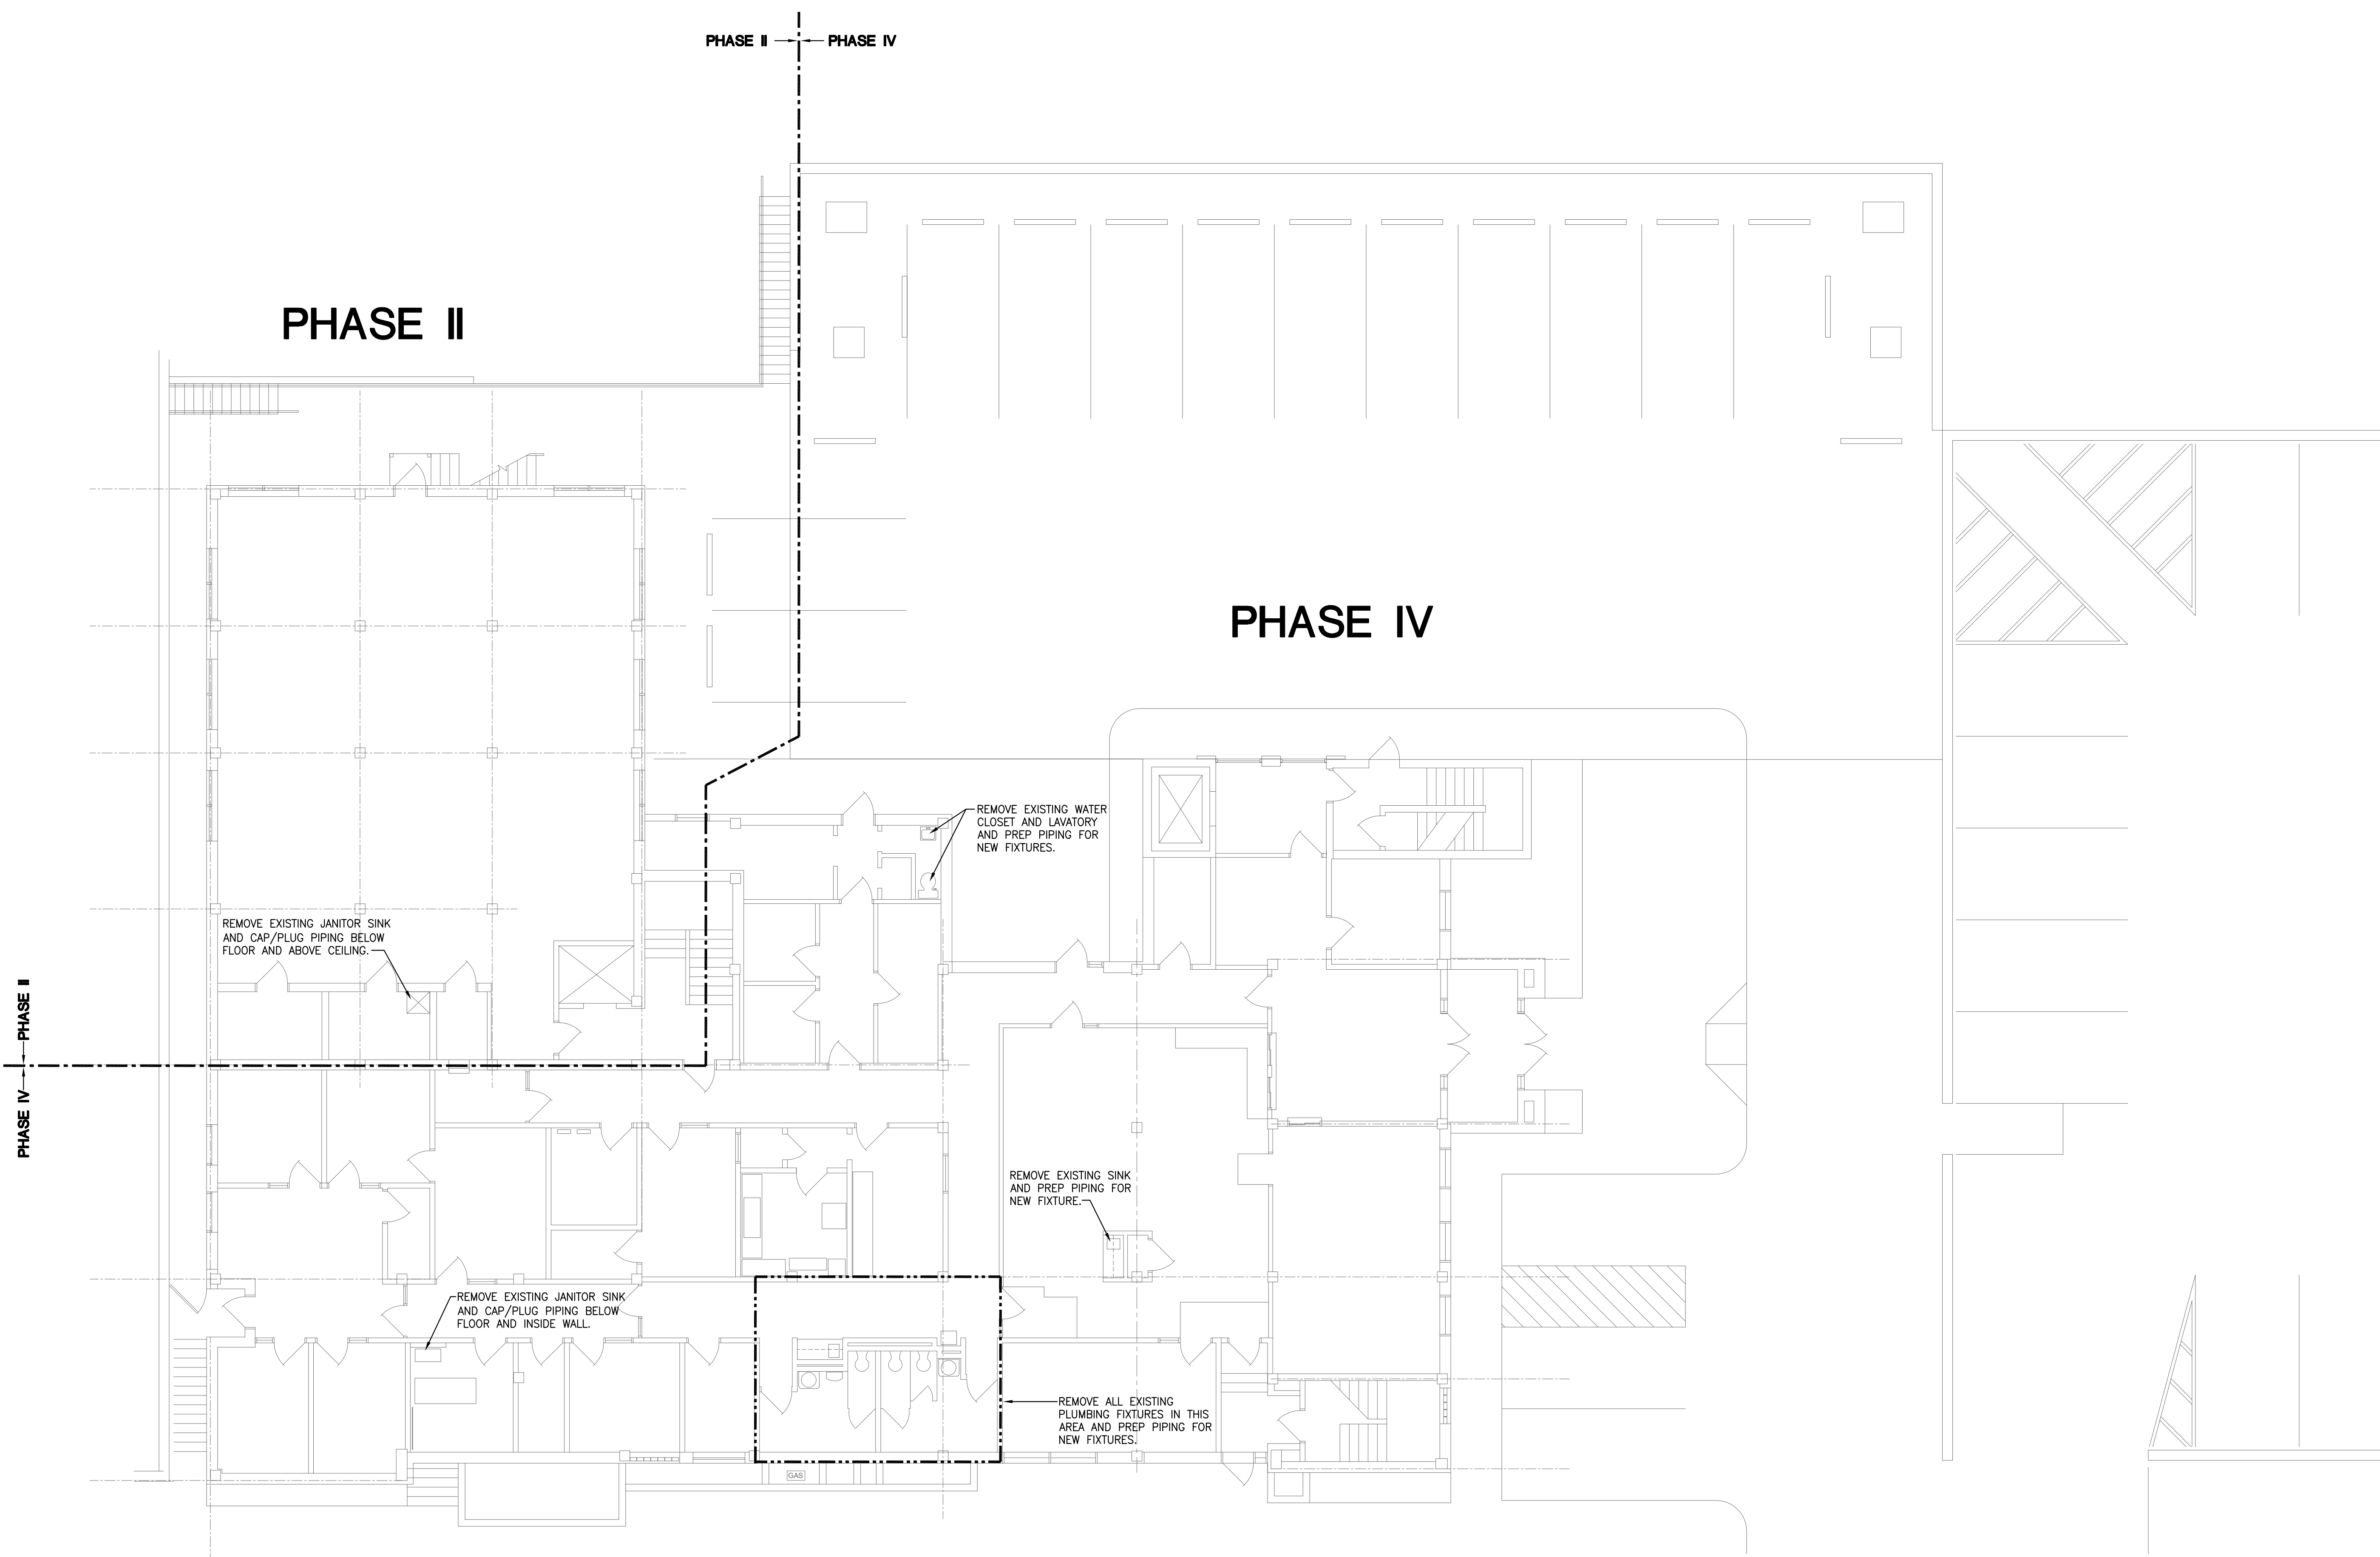 PHASE II
PHASE IV
PHASE II
PHASE IV
REMOVE EXISTING WATER
CLOSET AND LAVATORY
AND PREP PIPING FOR
NEW FIXTURES.
REMOVE EXISTING JANITOR SINK
AND CAP/PLUG PIPING BELOW
FLOOR AND ABOVE CEILING.
PHASE II
PHASE IV
REMOVE EXISTING SINK
AND PREP PIPING FOR
NEW FIXTURE.
REMOVE EXISTING JANITOR SINK
AND CAP/PLUG PIPING BELOW
FLOOR AND INSIDE WALL.
REMOVE ALL EXISTING
PLUMBING FIXTURES IN THIS
AREA AND PREP PIPING FOR
NEW FIXTURES.
GAS